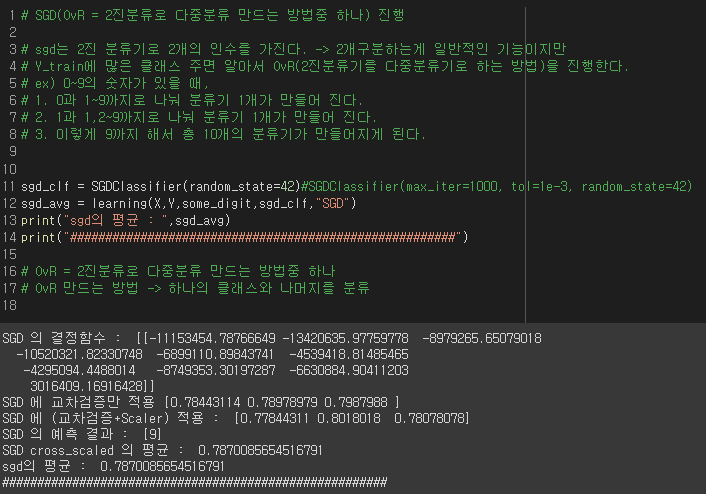 1 # SGD(OvR = 2진분류로 다중분류 만드는 방법중 하나) 진행
2
3 # sgd는 2진 분류기로 2개의 인수를 가진다. -> 2개구분하는게 일반적인 기능이지만
4 # Y_train에 많은 클래스 주면 알아서 OvR(2진분류기를 다중분류기로 하는 방법)을 진행한다.
5 # ex) 0~9의 숫자가 있을 때,
6 # 1. 0과 1~9까지로 나눠 분류기 1개가 만들어 진다.
7 # 2. 1과 1,2~9까지로 나눠 분류기 1개가 만들어 진다.
8 # 3. 이렇게 9까지 해서 총 10개의 분류기가 만들어지게 된다.
9
10
11 sgd_clf = SGDClassifier(random_state=42)#SGDClassifier(max_iter=1000, tol=1e-3, random_state=42)
12 sgd_avg = learning(X,Y,some_digit,sgd_clf,"SGD")
13 print("sgd의 평균 : ",sgd_avg)
14 print("#######################################################")
15
16 # OvR = 2진분류로 다중분류 만드는 방법중 하나
17 # OvR 만드는 방법 -> 하나의 클래스와 나머지를 분류
18
SGD 의 결정함수 :  [[-11153454.78766649 -13420635.97759778  -8979265.65079018
-10520321.82330748  -6899110.89843741  -4539418.81485465
-4295094.4488014   -8749353.30197287  -6630884.90411203
3016409.16916428]]
SGD 에 교차검증만 적용 [0.78443114 0.78978979 0.7987988 ]
SGD 에 (교차검증+Scaler) 적용 :  [0.77844311 0.8018018  0.78078078]
SGD 의 예측 결과 :  [9]
SGD cross_scaled 의 평균 :  0.7870085654516791
sgd의 평균 :  0.7870085654516791
#######################################################